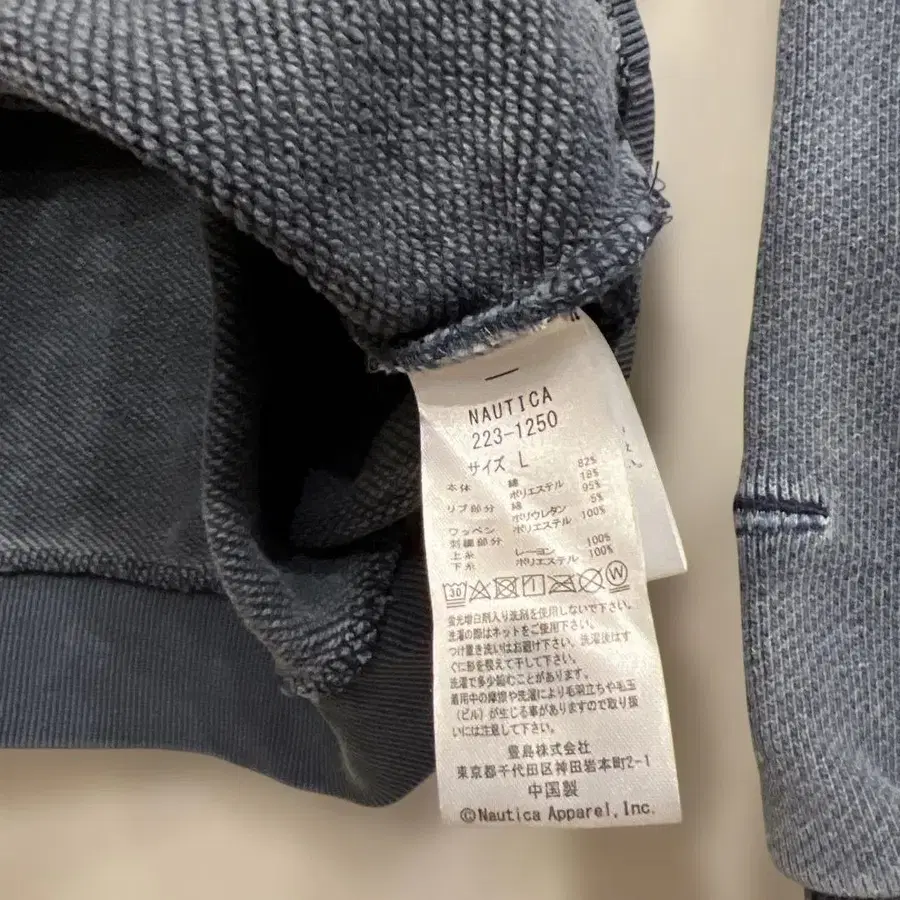 NAUTICA
223-1250
サイズ L
本体 綿 82%
ポリエステル 18%
リブ部分 綿 95%
ポリウレタン 5%
ワッペン ポリエステル 100%
刺繍部分
上糸 レーヨン 100%
下糸 ポリエステル 100%
30 W
蛍光増白剤入り洗剤を使用しないで下さい。
洗濯の際はネットをご使用下さい。
つけ置き洗いはお避け下さい。洗濯後はす
ぐに形を整えて干して下さい。
洗濯で多少縮むことがあります。
着用中の摩擦や洗濯により毛羽立ちや毛玉
(ピル)が生じる事がありますので取り扱
いには注意して下さい。
豊島株式会社
東京都千代田区神田岩本町2-1
中国製
©Nautica Apparel, Inc.